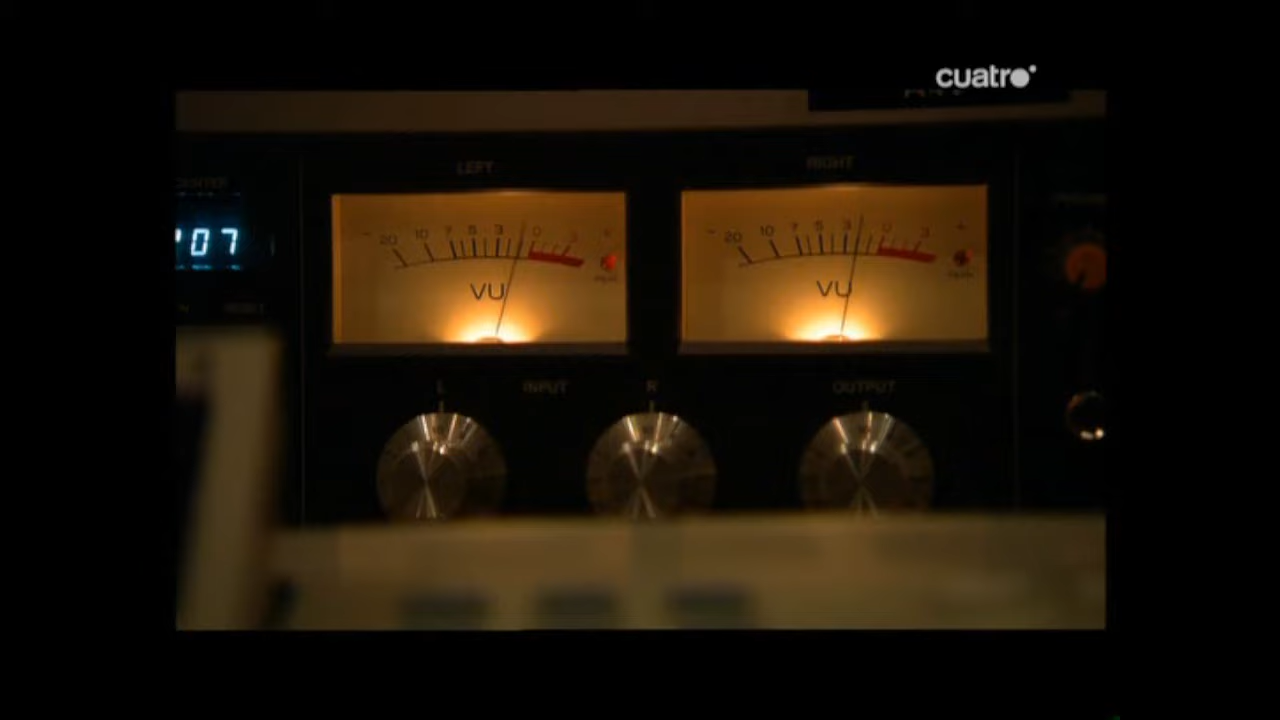 cuatro
LEFT
RIGHT
07
- 20 10 7 5 3 0 3 +
- 20 10 7 5 3 0 3 +
VU
VU
L INPUT R OUTPUT